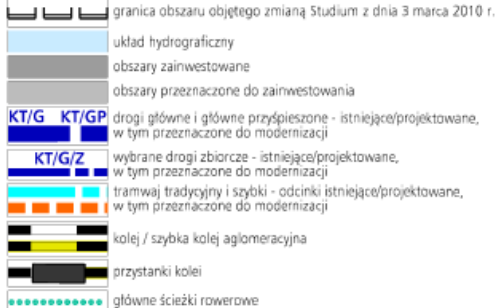 granica obszaru objętego zmianą Studium z dnia 3 marca 2010 r.
układ hydrograficzny
obszary zainwestowane
obszary przeznaczone do zainwestowania
KT/G KT/GP drogi główne i główne przyśpieszone - istniejące/projektowane,
w tym przeznaczone do modernizacji
KT/G/Z wybrane drogi zbiorcze - istniejące/projektowane,
w tym przeznaczone do modernizacji
tramwaj tradycyjny i szybki - odcinki istniejące/projektowane,
w tym przeznaczone do modernizacji
kolej / szybka kolej aglomeracyjna
przystanki kolei
główne ścieżki rowerowe